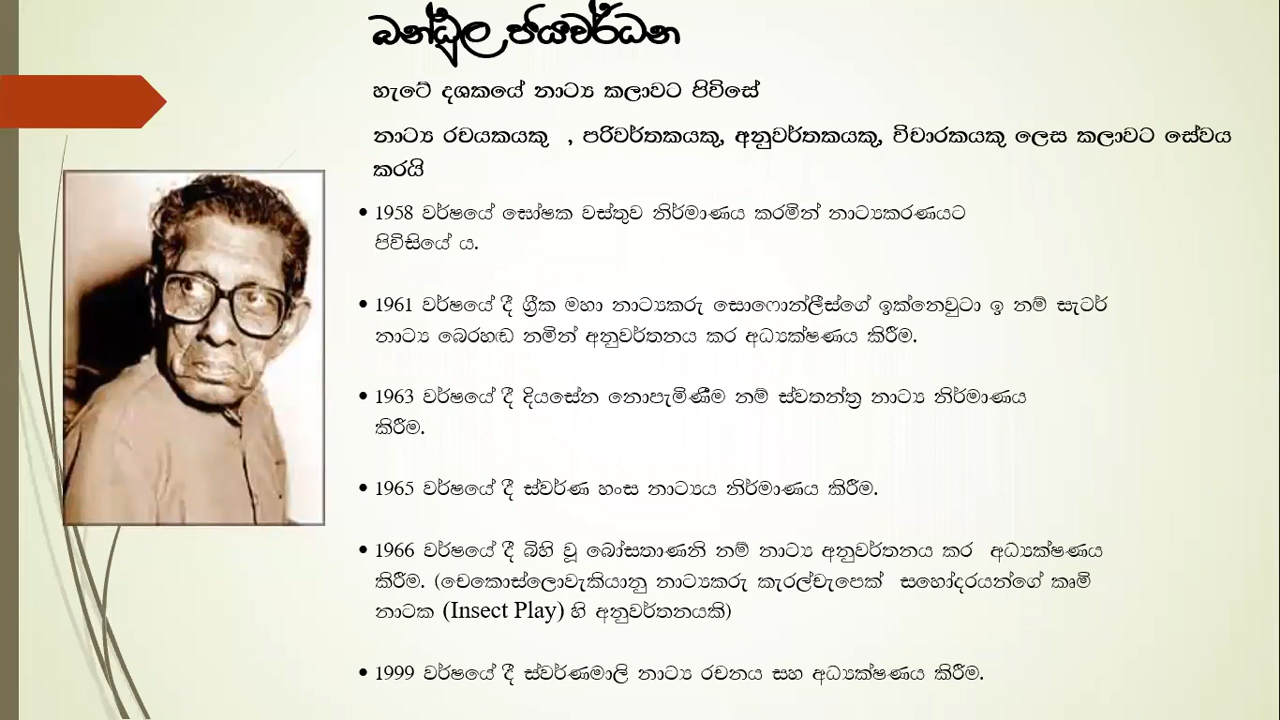 බන්ධුල ජයවර්ධන
හැටේ දශකයේ නාට්‍ය කලාවට පිවිසේ
නාට්‍ය රචයකයකු , පරිවර්තකයකු, අනුවර්තකයකු, විචාරකයකු ලෙස කලාවට සේවය
කරයි
• 1958 වර්ෂයේ ඝෝෂක වස්තුව නිර්මාණය කරමින් නාට්‍යකරණයට
පිවිසියේ ය.
• 1961 වර්ෂයේ දී ග්‍රීක මහා නාට්‍යකරු සොෆොන්ලීස්ගේ ඉක්නෙවුටා ඉ නම් සැටර්
නාට්‍ය බෙරහඬ නමින් අනුවර්තනය කර අධ්‍යක්ෂණය කිරීම.
• 1963 වර්ෂයේ දී දියසේන නොපැමිණීම නම් ස්වතන්ත්‍ර නාට්‍ය නිර්මාණය
කිරීම.
• 1965 වර්ෂයේ දී ස්වර්ණ හංස නාට්‍යය නිර්මාණය කිරීම.
• 1966 වර්ෂයේ දී බිහි වූ බෝසතාණනි නම් නාට්‍ය අනුවර්තනය කර අධ්‍යක්ෂණය
කිරීම. (චෙකොස්ලොවැකියානු නාට්‍යකරු කැරල්චැපෙක් සහෝදරයන්ගේ කෘමි
නාටක (Insect Play) හි අනුවර්තනයකි)
• 1999 වර්ෂයේ දී ස්වර්ණමාලි නාට්‍ය රචනය සහ අධ්‍යක්ෂණය කිරීම.